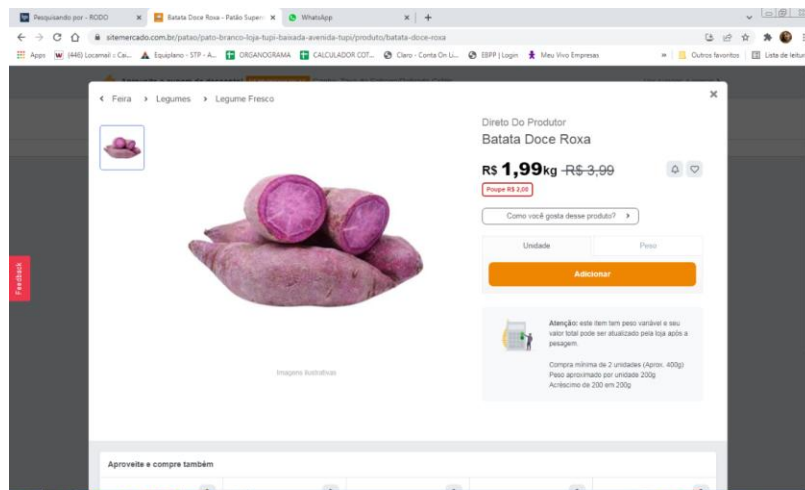 Pesquisando por - RODO
Batata Doce Roxa - Patão Superm
WhatsApp
sitemercado.com.br/patao/pato-branco-loja-tupi-baixada-avenida-tupi/produto/batata-doce-roxa
Apps
(446) Locamail :: Cai...
Equiplano - STP - A...
ORGANOGRAMA
CALCULADOR COT...
Claro - Conta On Li...
EBPP | Login
Meu Vivo Empresas
»
Outros favoritos
Lista de leitur
Feira > Legumes > Legume Fresco
Direto Do Produtor
Batata Doce Roxa
R$ 1,99kg R$ 3,99
Poupe R$ 2,00
Como você gosta desse produto?
Unidade
Peso
Adicionar
Feedback
Atenção: este item tem peso variável e seu
valor total pode ser atualizado pela loja após a
pesagem.
Compra mínima de 2 unidades (Aprox. 400g)
Peso aproximado por unidade 200g
Acréscimo de 200 em 200g
Imagens ilustrativas
Aproveite e compre também